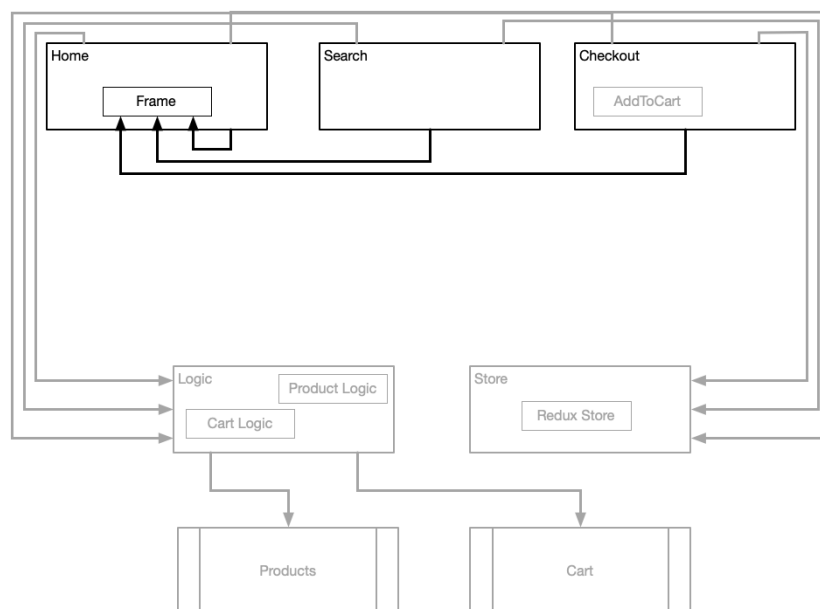 Home
Search
Checkout
Frame
AddToCart
Logic
Product Logic
Cart Logic
Store
Redux Store
Products
Cart